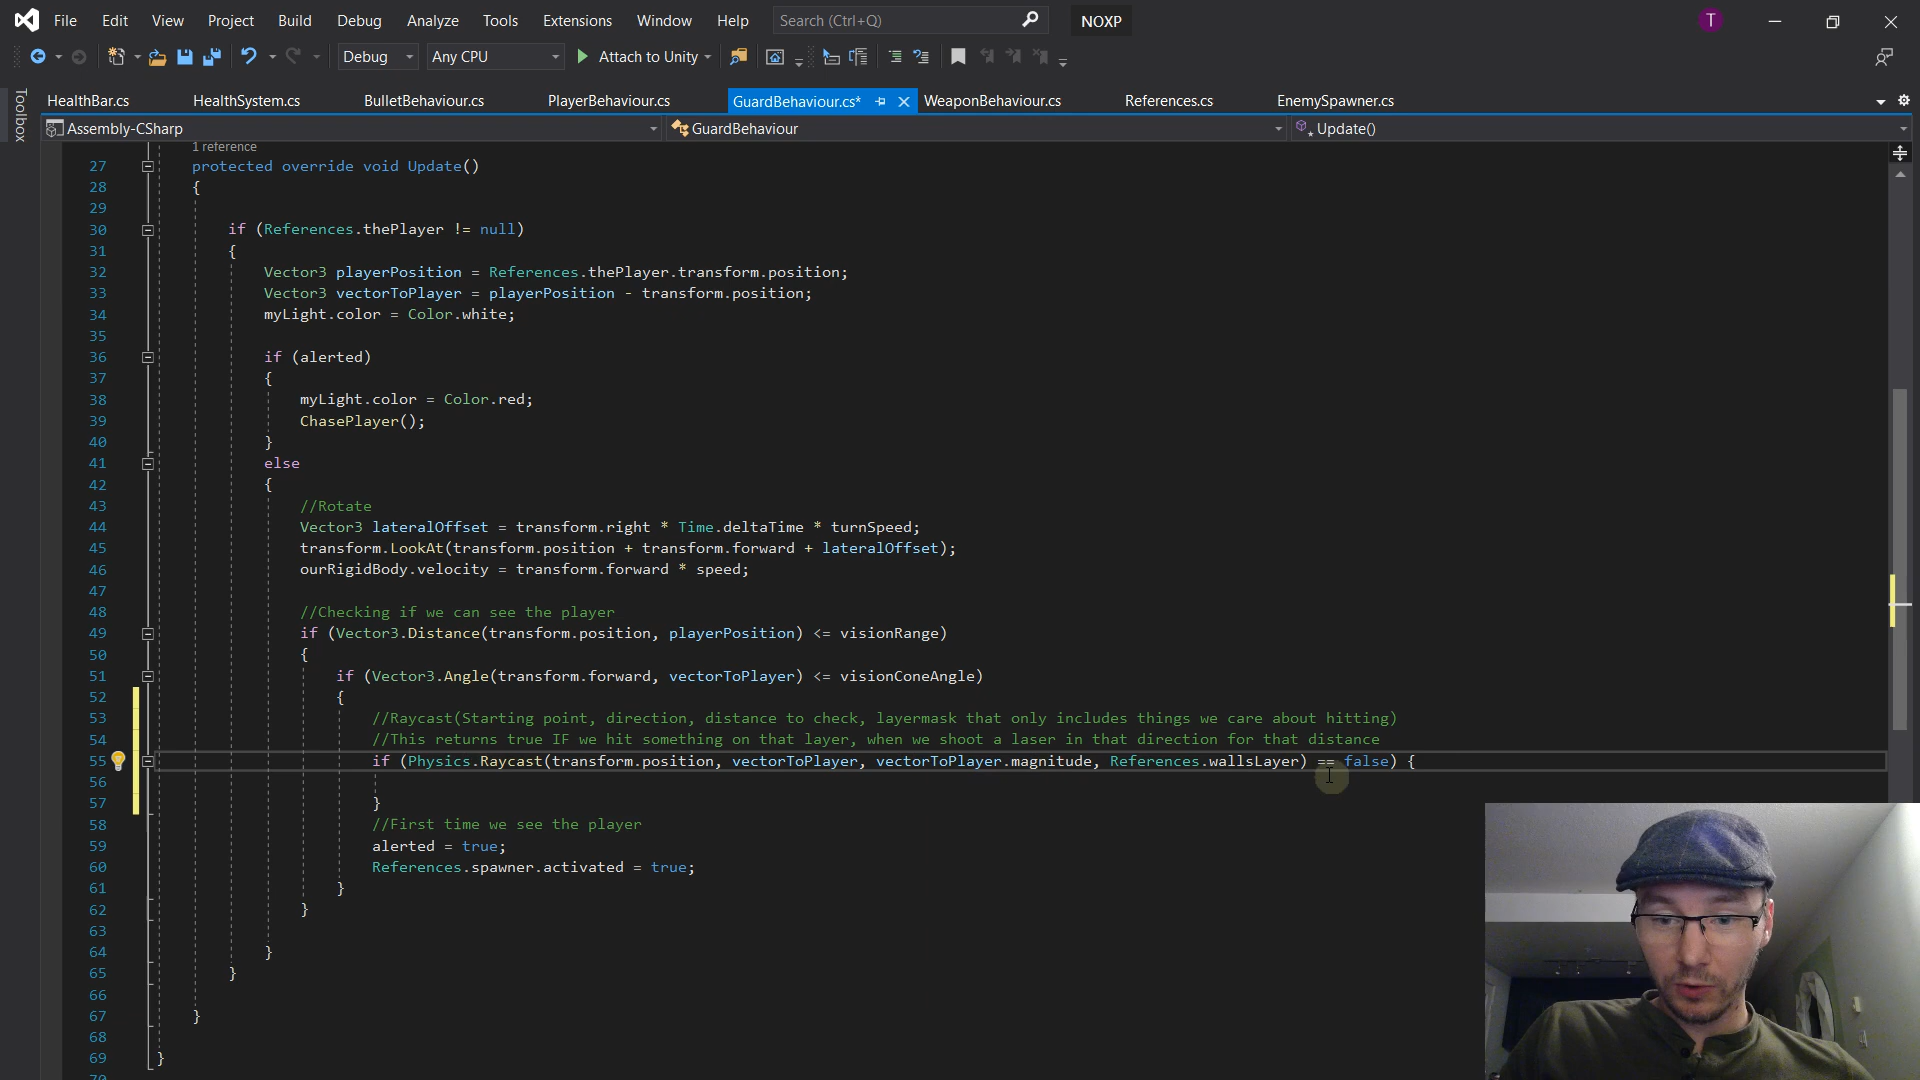 File Edit View Project Build Debug Analyze Tools Extensions Window Help Search (Ctrl+Q) NOXP T
Debug Any CPU Attach to Unity
Toolbox
HealthBar.cs HealthSystem.cs BulletBehaviour.cs PlayerBehaviour.cs GuardBehaviour.cs* WeaponBehaviour.cs References.cs EnemySpawner.cs
Assembly-CSharp GuardBehaviour Update()
1 reference
27 protected override void Update()
28 {
29
30 if (References.thePlayer != null)
31 {
32 Vector3 playerPosition = References.thePlayer.transform.position;
33 Vector3 vectorToPlayer = playerPosition - transform.position;
34 myLight.color = Color.white;
35
36 if (alerted)
37 {
38 myLight.color = Color.red;
39 ChasePlayer();
40 }
41 else
42 {
43 //Rotate
44 Vector3 lateralOffset = transform.right * Time.deltaTime * turnSpeed;
45 transform.LookAt(transform.position + transform.forward + lateralOffset);
46 ourRigidBody.velocity = transform.forward * speed;
47
48 //Checking if we can see the player
49 if (Vector3.Distance(transform.position, playerPosition) <= visionRange)
50 {
51 if (Vector3.Angle(transform.forward, vectorToPlayer) <= visionConeAngle)
52 {
53 //Raycast(Starting point, direction, distance to check, layermask that only includes things we care about hitting)
54 //This returns true IF we hit something on that layer, when we shoot a laser in that direction for that distance
55 if (Physics.Raycast(transform.position, vectorToPlayer, vectorToPlayer.magnitude, References.wallsLayer) == false) {
56
57 }
58 //First time we see the player
59 alerted = true;
60 References.spawner.activated = true;
61 }
62 }
63
64 }
65 }
66
67 }
68
69 }
70